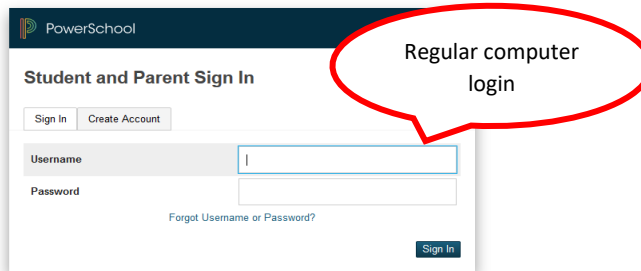 PowerSchool
Regular computer
login
Student and Parent Sign In
Sign In Create Account
Username
Password
Forgot Username or Password?
Sign In